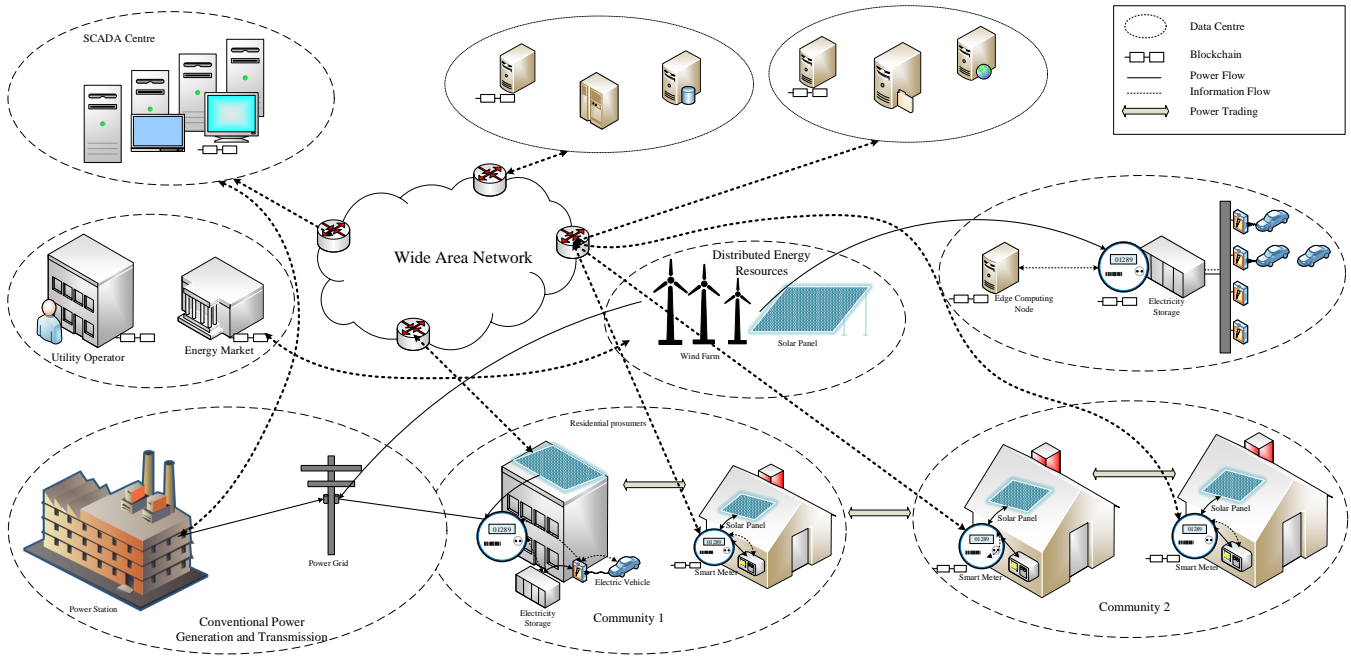 SCADA Centre
Data Centre
Blockchain
Power Flow
Information Flow
Power Trading
Wide Area Network
Distributed Energy
Resources
Wind Farm
Solar Panel
01289
Edge Computing
Node
Electricity
Storage
Utility Operator
Energy Market
Residential prosumers
Power Station
Power Grid
Conventional Power
Generation and Transmission
01289
Electricity
Storage
Electric Vehicle
Solar Panel
01289
Smart Meter
Community 1
Solar Panel
01289
Smart Meter
Solar Panel
01289
Smart Meter
Community 2